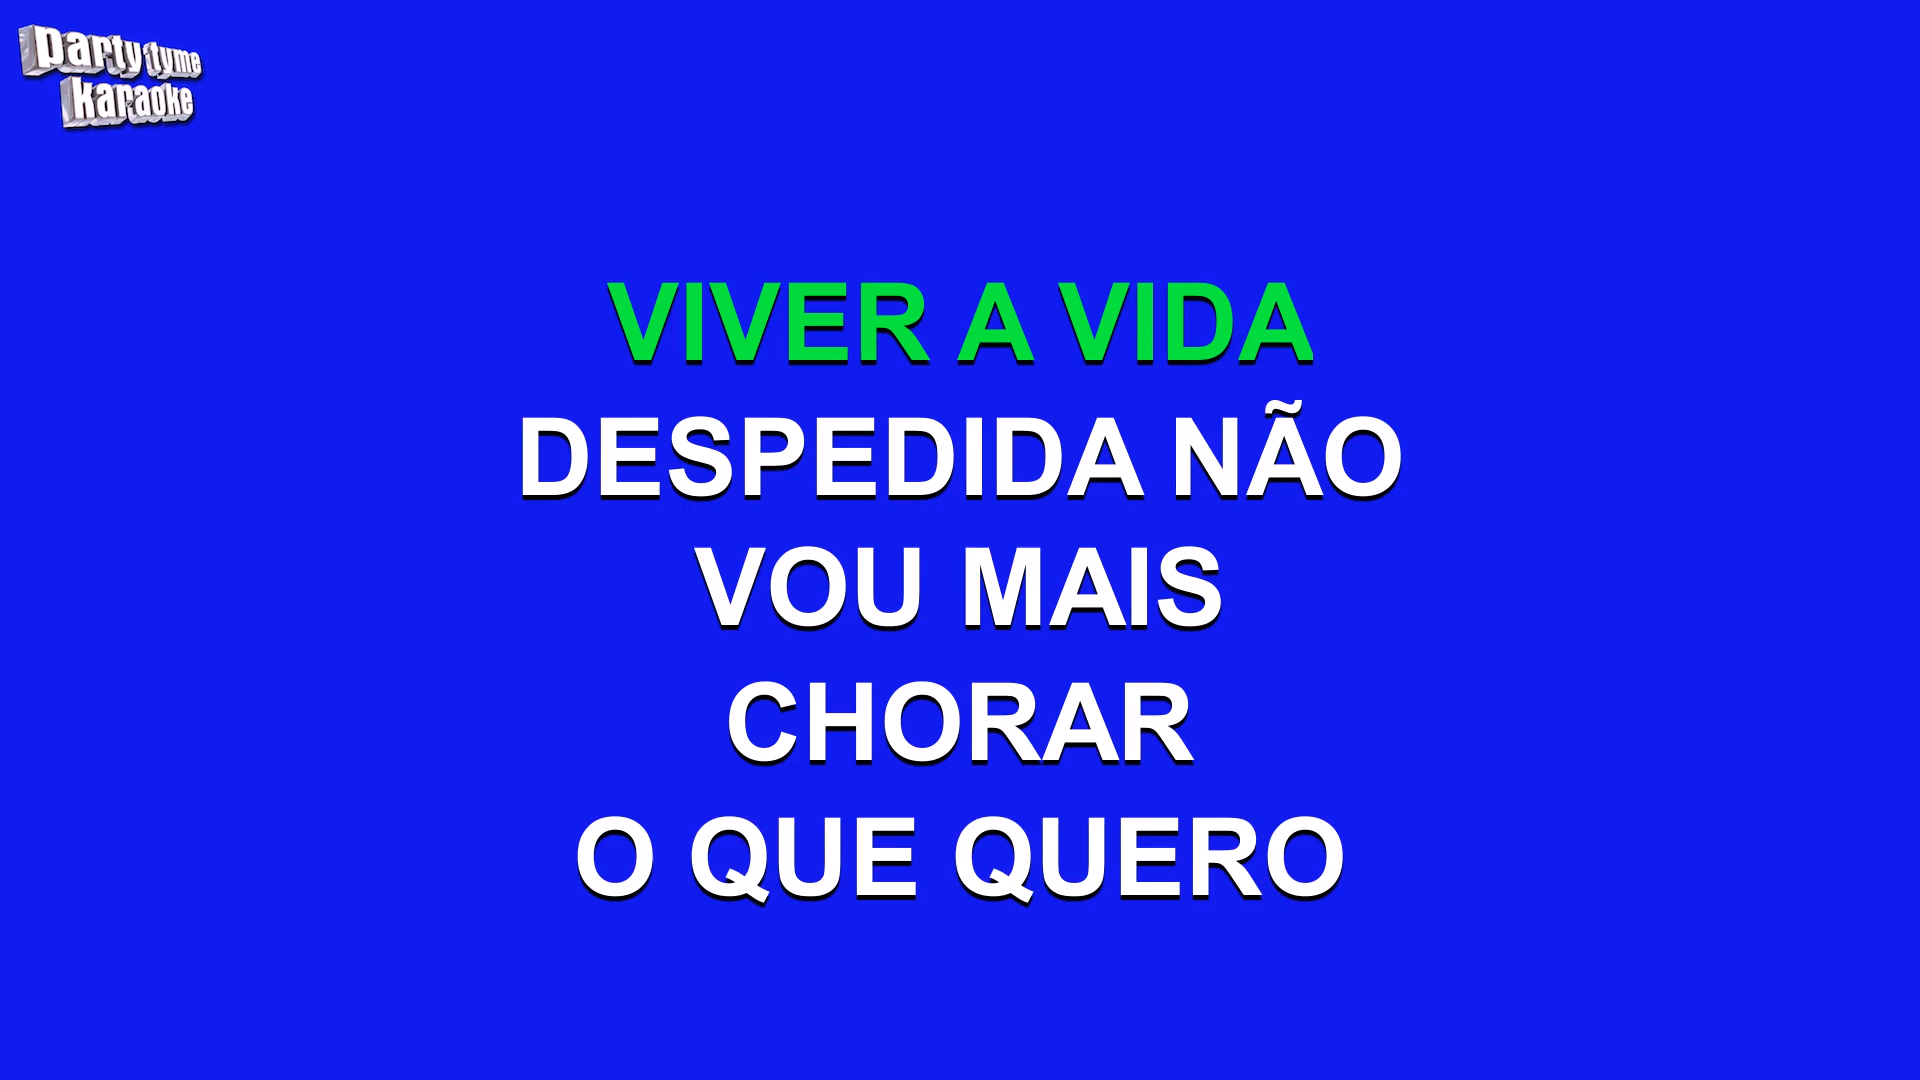 party tyme
karaoke
VIVER A VIDA
DESPEDIDA NÃO
VOU MAIS
CHORAR
O QUE QUERO